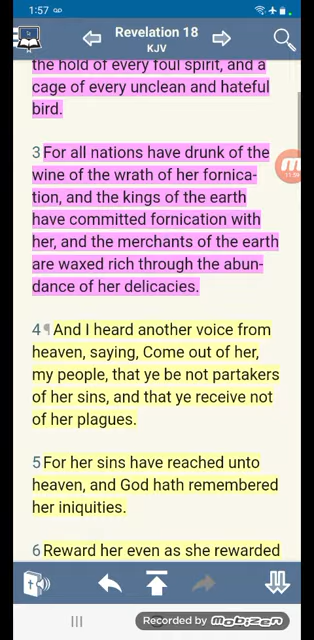 1:57
Revelation 18
KJV
the hold of every foul spirit, and a
cage of every unclean and hateful
bird.
3 For all nations have drunk of the
wine of the wrath of her fornica-
tion, and the kings of the earth
have committed fornication with
her, and the merchants of the earth
are waxed rich through the abun-
dance of her delicacies.
4 ¶ And I heard another voice from
heaven, saying, Come out of her,
my people, that ye be not partakers
of her sins, and that ye receive not
of her plagues.
5 For her sins have reached unto
heaven, and God hath remembered
her iniquities.
6 Reward her even as she rewarded
Recorded by mobizen